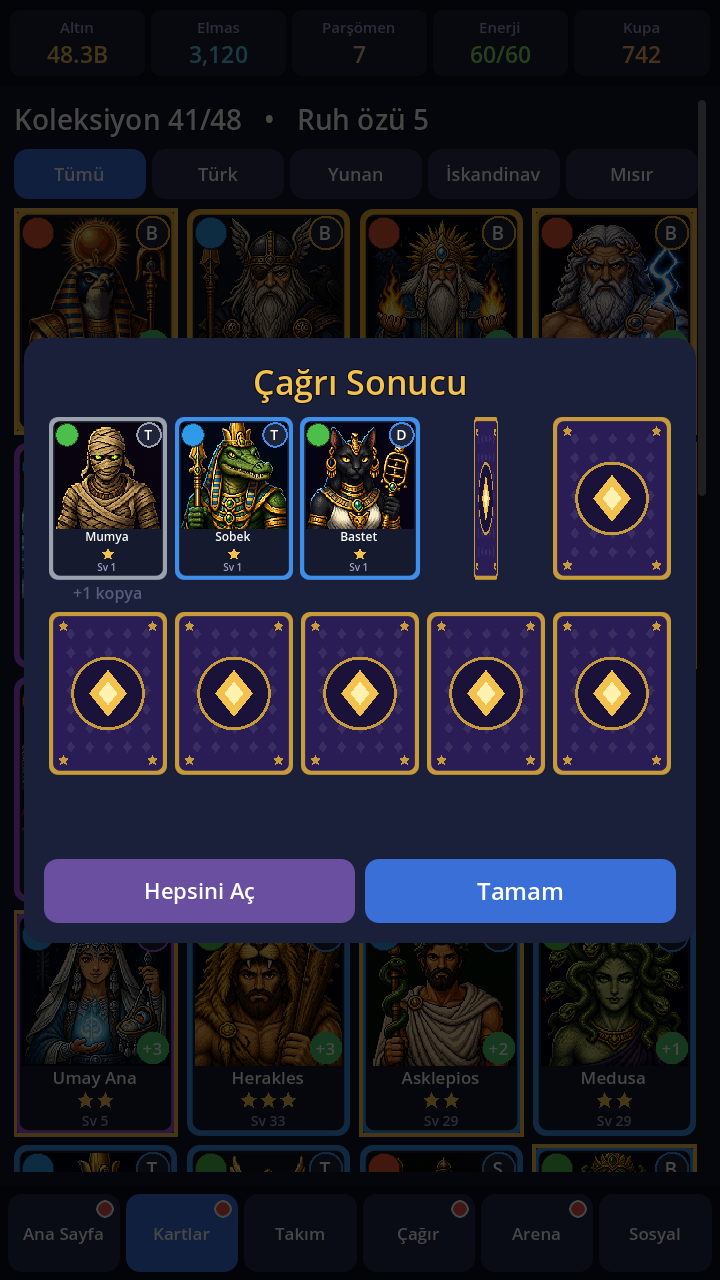 Altın Elmas Parşömen Enerji Kupa
48.3B 3,120 7 60/60 742
Koleksiyon 41/48 • Ruh özü 5
Tümü Türk Yunan İskandinav Mısır
B B B B
Çağrı Sonucu
T T D
Mumya Sobek Bastet
Sv 1 Sv 1 Sv 1
+1 kopya
Hepsini Aç Tamam
+3 +3 +2 +1
Umay Ana Herakles Asklepios Medusa
Sv 5 Sv 33 Sv 29 Sv 29
T T S B
Ana Sayfa Kartlar Takım Çağır Arena Sosyal